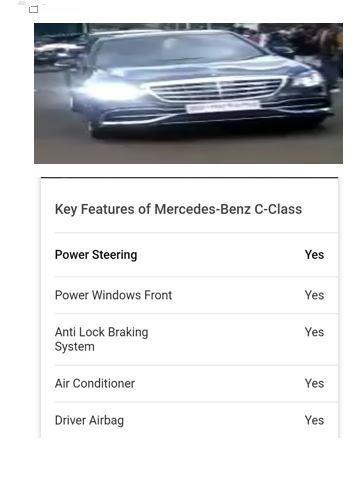 Key Features of Mercedes-Benz C-Class
Power Steering Yes
Power Windows Front Yes
Anti Lock Braking Yes
System
Air Conditioner Yes
Driver Airbag Yes